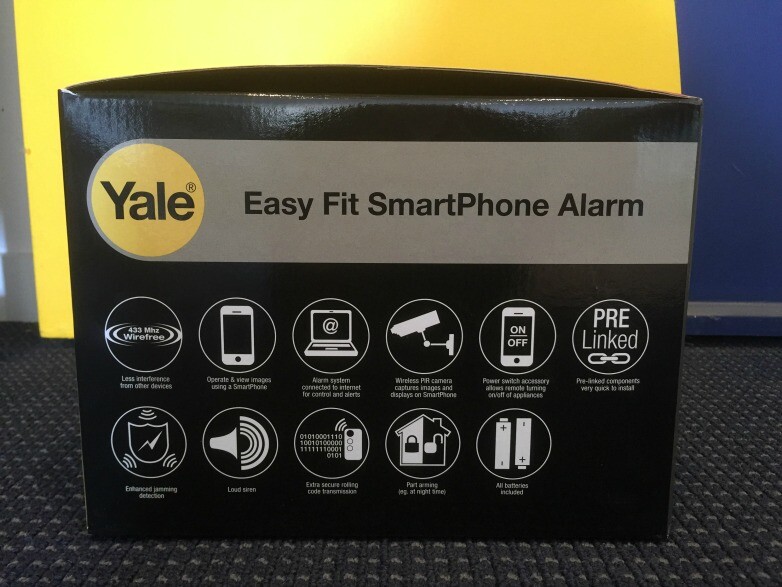 Yale®
Easy Fit SmartPhone Alarm
433 Mhz
Wirefree
@
ON
OFF
PRE
Linked
Less interference
from other devices
Operate & view images
using a SmartPhone
Alarm system
connected to internet
for control and alerts
Wireless PIR camera
captures images and
displays on SmartPhone
Power switch accessory
allows remote turning
on/off of appliances
Pre-linked components
very quick to install
01010001110
10010100000
11111110001
0101
Enhanced jamming
detection
Loud siren
Extra secure rolling
code transmission
Part arming
(eg, at night time)
All batteries
included